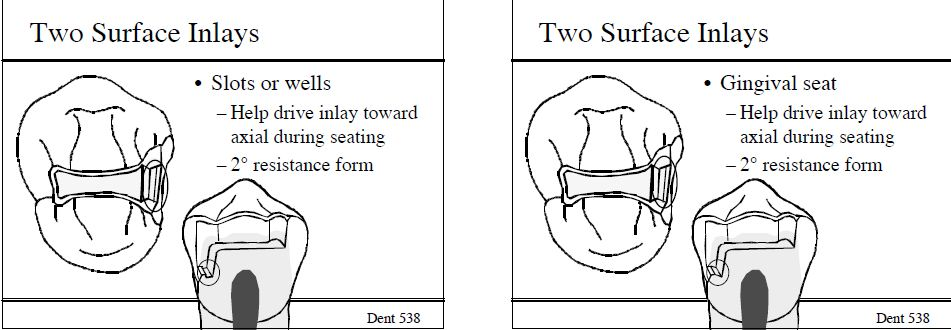 Two Surface Inlays
• Slots or wells
– Help drive inlay toward
axial during seating
– 2° resistance form
Dent 538
Two Surface Inlays
• Gingival seat
– Help drive inlay toward
axial during seating
– 2° resistance form
Dent 538